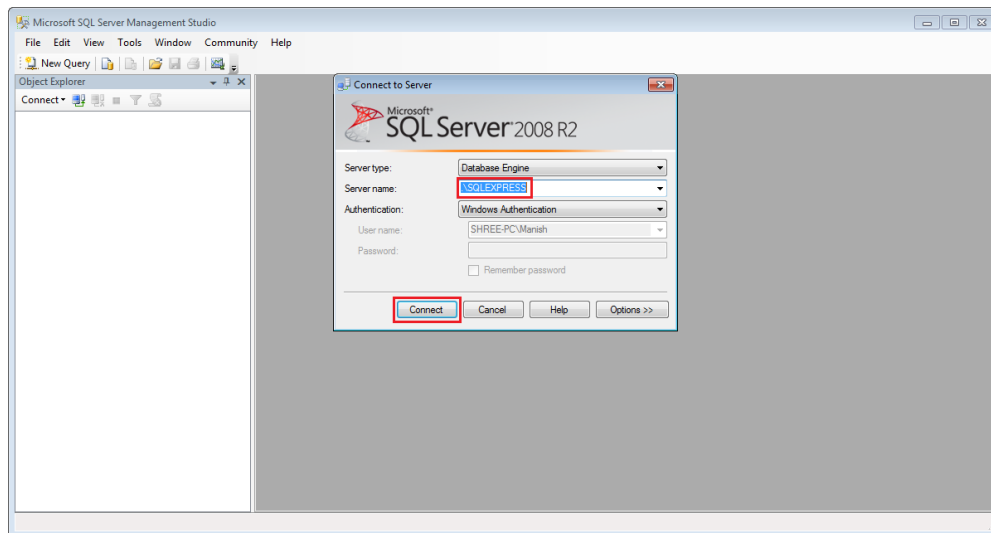 Microsoft SQL Server Management Studio
File Edit View Tools Window Community Help
New Query
Object Explorer
Connect
Connect to Server
Microsoft
SQL Server 2008 R2
Server type: Database Engine
Server name: .\SQLEXPRESS
Authentication: Windows Authentication
User name: SHREE-PC\Manish
Password:
Remember password
Connect Cancel Help Options >>